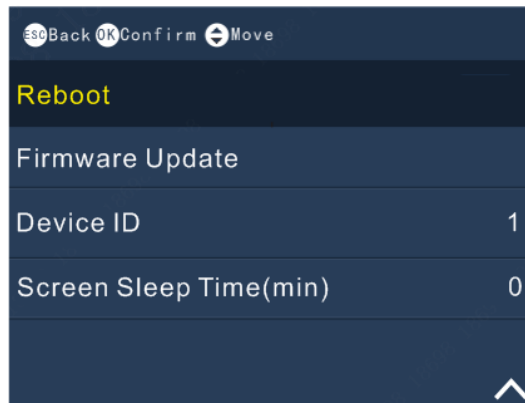 ESC Back OK Confirm Move
Reboot
Firmware Update
Device ID 1
Screen Sleep Time(min) 0